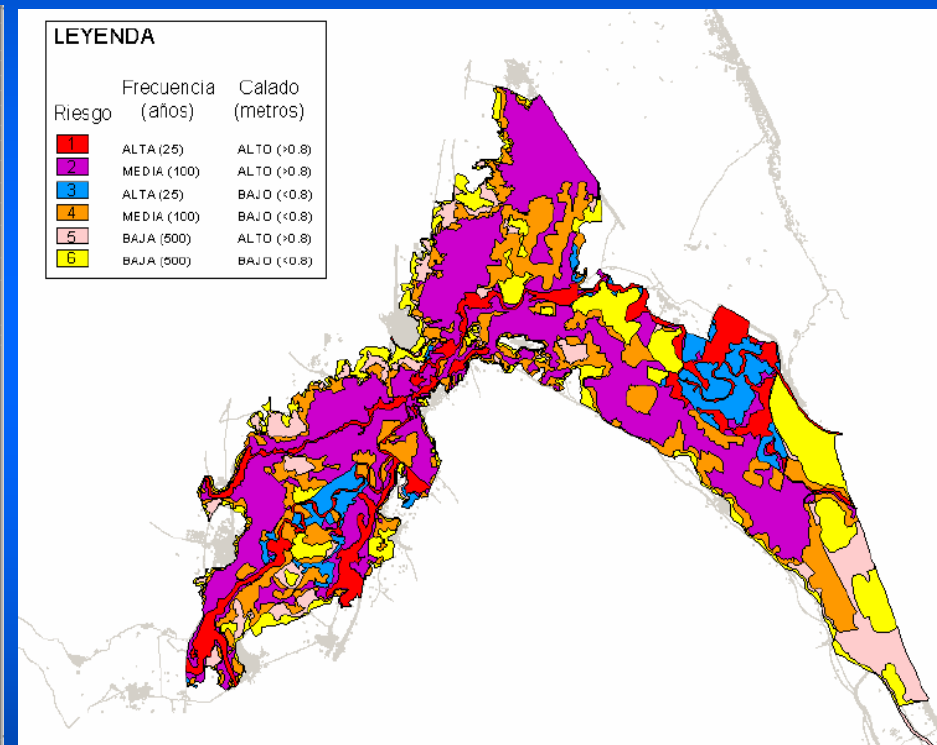 LEYENDA
Frecuencia Calado
Riesgo (años) (metros)
1 ALTA (25) ALTO (>0.8)
2 MEDIA (100) ALTO (>0.8)
3 ALTA (25) BAJO (<0.8)
4 MEDIA (100) BAJO (<0.8)
5 BAJA (500) ALTO (>0.8)
6 BAJA (500) BAJO (<0.8)